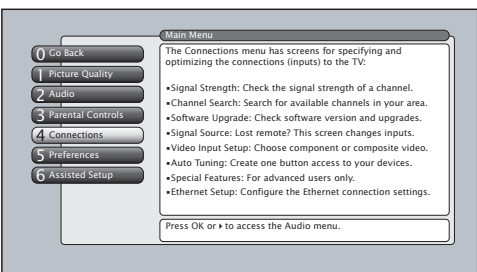 Main Menu
0 Go Back
1 Picture Quality
2 Audio
3 Parental Controls
4 Connections
5 Preferences
6 Assisted Setup
The Connections menu has screens for specifying and
optimizing the connections (inputs) to the TV:
▪Signal Strength: Check the signal strength of a channel.
▪Channel Search: Search for available channels in your area.
▪Software Upgrade: Check software version and upgrades.
▪Signal Source: Lost remote? This screen changes inputs.
▪Video Input Setup: Choose component or composite video.
▪Auto Tuning: Create one button access to your devices.
▪Special Features: For advanced users only.
▪Ethernet Setup: Configure the Ethernet connection settings.
Press OK or ▸ to access the Audio menu.